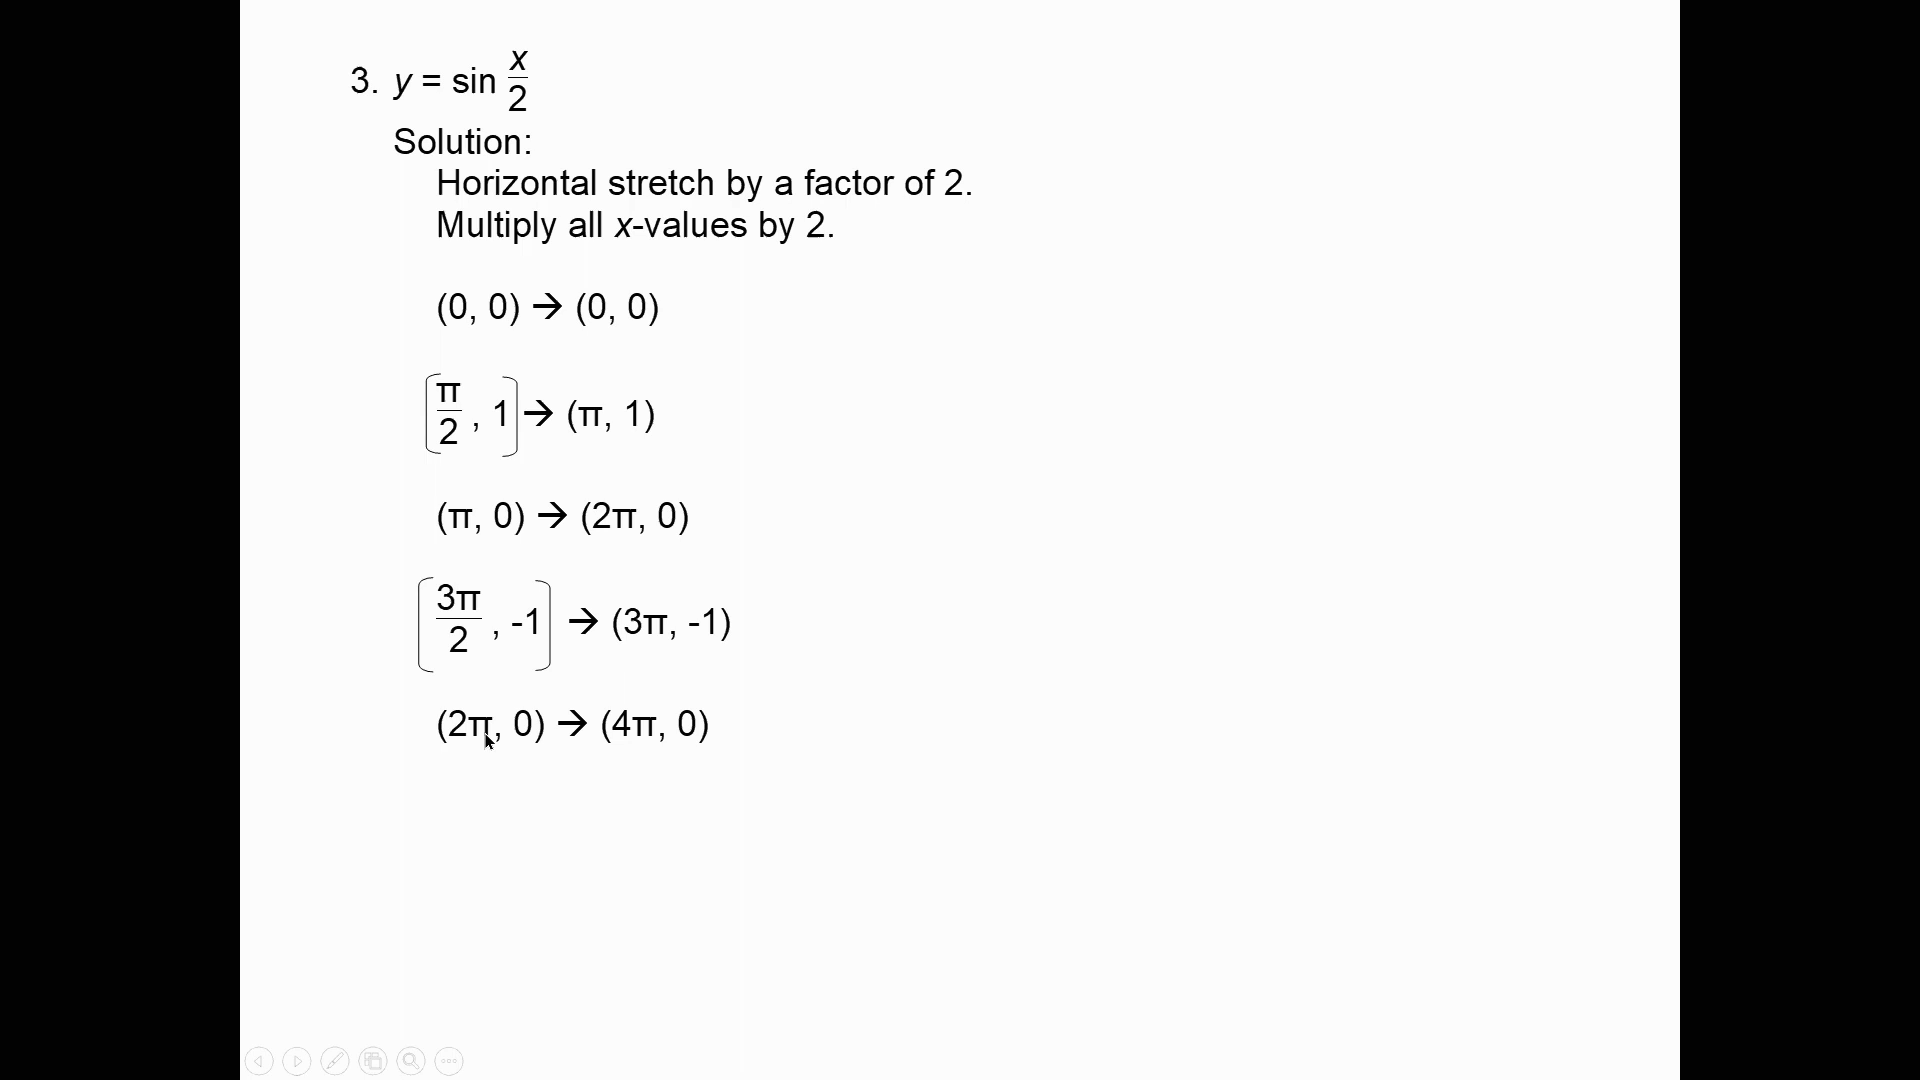 3. y = sin x/2
Solution:
Horizontal stretch by a factor of 2.
Multiply all x-values by 2.
(0, 0) → (0, 0)
(π/2, 1) → (π, 1)
(π, 0) → (2π, 0)
(3π/2, -1) → (3π, -1)
(2π, 0) → (4π, 0)